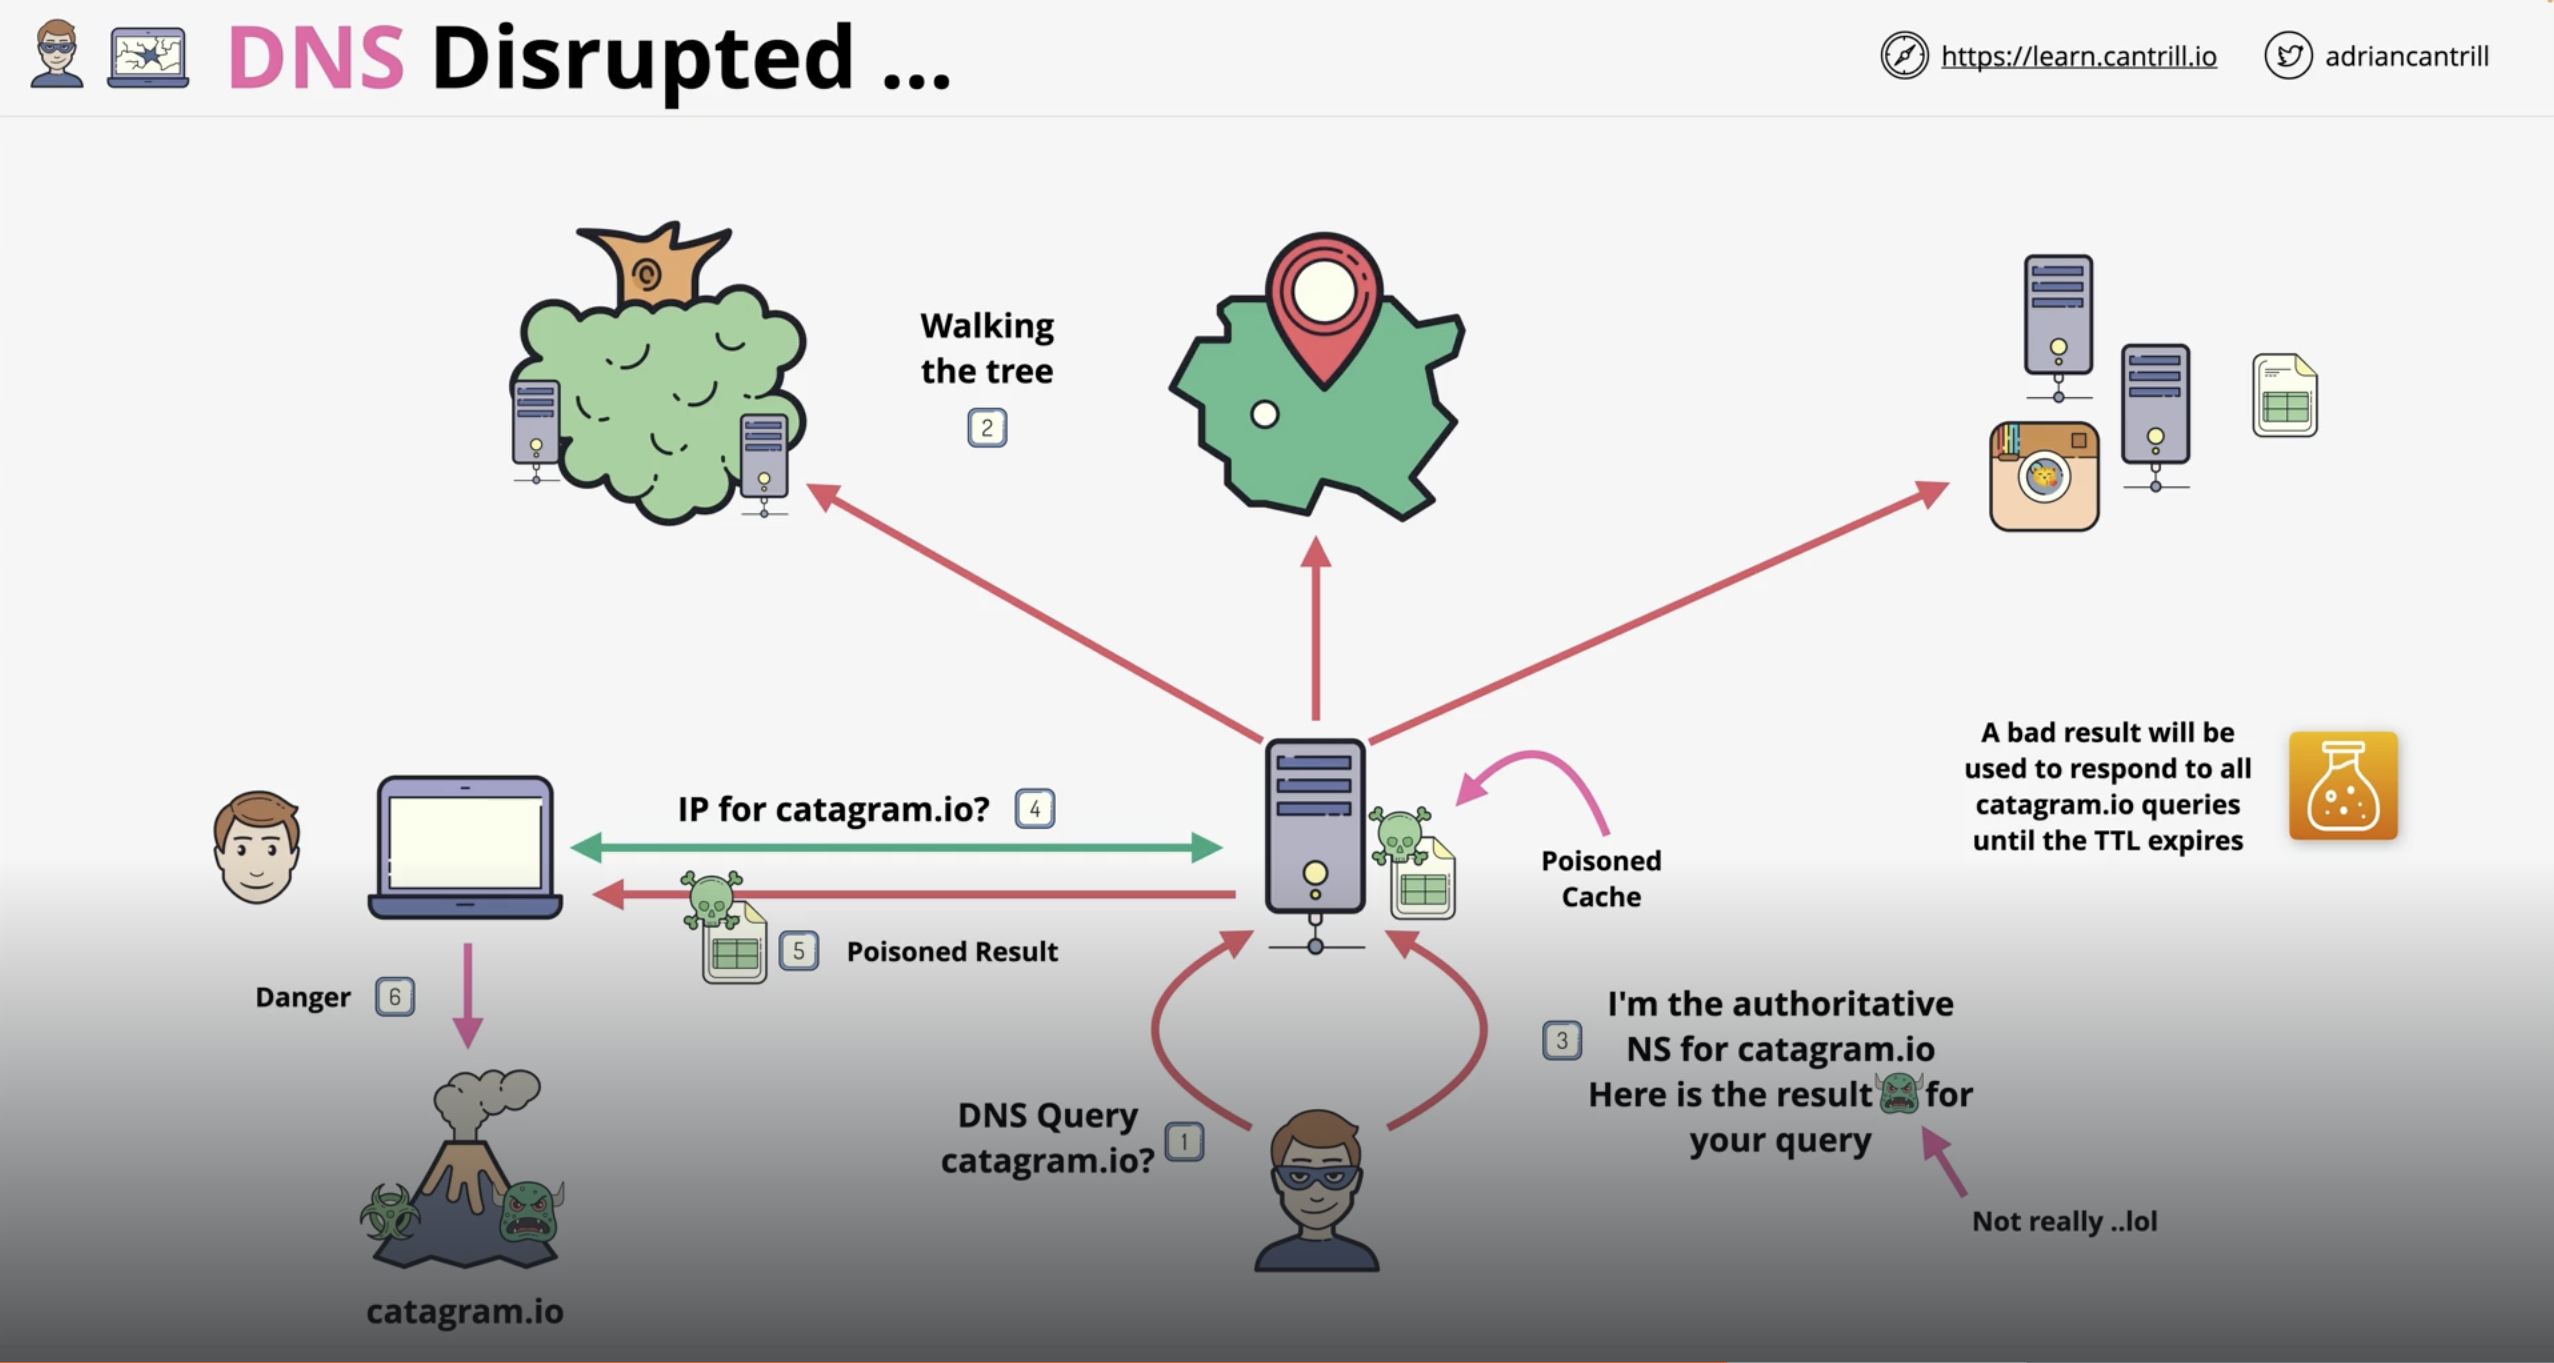 DNS Disrupted ...
https://learn.cantrill.io
adriancantrill
Walking
the tree
2
A bad result will be
used to respond to all
catagram.io queries
until the TTL expires
IP for catagram.io?
4
Poisoned
Cache
5
Poisoned Result
Danger
6
3
I'm the authoritative
NS for catagram.io
Here is the result for
your query
DNS Query
catagram.io?
1
Not really ..lol
catagram.io